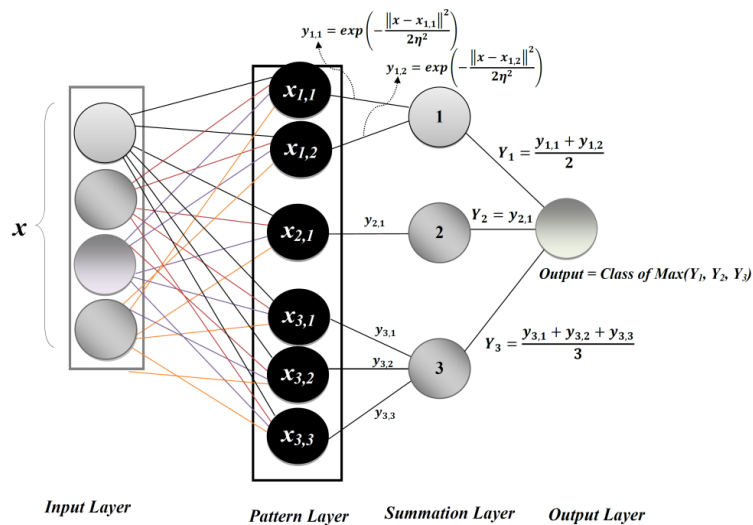 y₁,₁ = exp(−‖x − x₁,₁‖² / 2η²)
y₁,₂ = exp(−‖x − x₁,₂‖² / 2η²)
x₁,₁
1
x₁,₂
Y₁ = (y₁,₁ + y₁,₂) / 2
x
x₂,₁
y₂,₁
2
Y₂ = y₂,₁
Output = Class of Max(Y₁, Y₂, Y₃)
x₃,₁
y₃,₁
x₃,₂
y₃,₂
3
Y₃ = (y₃,₁ + y₃,₂ + y₃,₃) / 3
x₃,₃
y₃,₃
Input Layer
Pattern Layer
Summation Layer
Output Layer